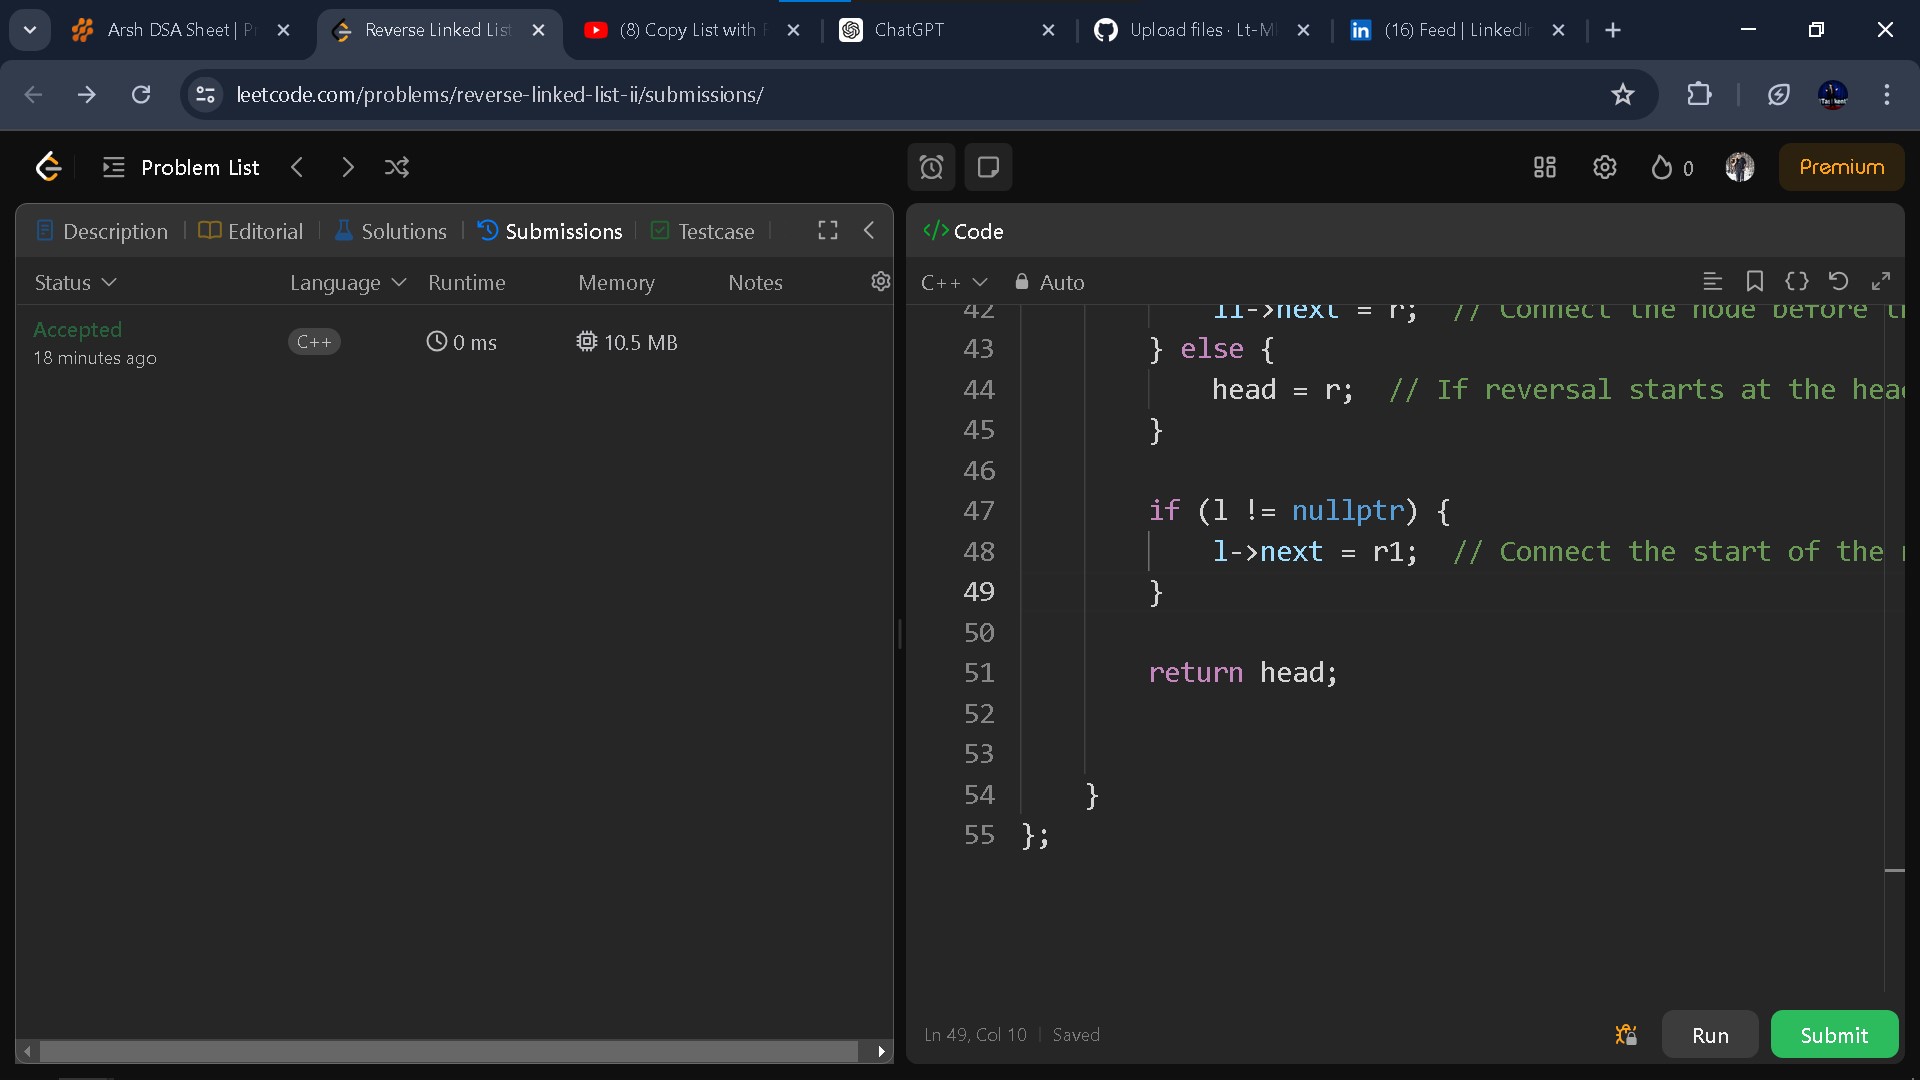 Arsh DSA Sheet | P
Reverse Linked List
(8) Copy List with
ChatGPT
Upload files · Lt-M
(16) Feed | LinkedIn
leetcode.com/problems/reverse-linked-list-ii/submissions/
Problem List
0
Premium
Description
Editorial
Solutions
Submissions
Testcase
</> Code
Status
Language
Runtime
Memory
Notes
C++
Auto
Accepted
18 minutes ago
C++
0 ms
10.5 MB
42 ll->next = r; // Connect the node before t
43 } else {
44 head = r; // If reversal starts at the hea
45 }
46
47 if (l != nullptr) {
48 l->next = r1; // Connect the start of the
49 }
50
51 return head;
52
53
54 }
55 };
Ln 49, Col 10
Saved
Run
Submit